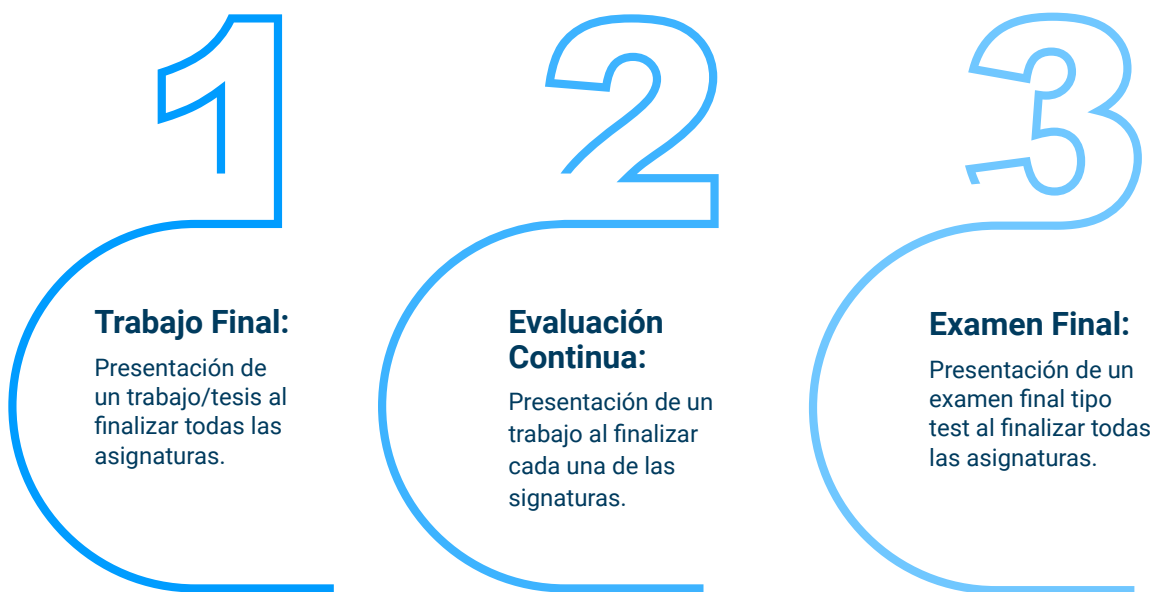 1
Trabajo Final:
Presentación de
un trabajo/tesis al
finalizar todas las
asignaturas.
2
Evaluación
Continua:
Presentación de un
trabajo al finalizar
cada una de las
signaturas.
3
Examen Final:
Presentación de un
examen final tipo
test al finalizar todas
las asignaturas.